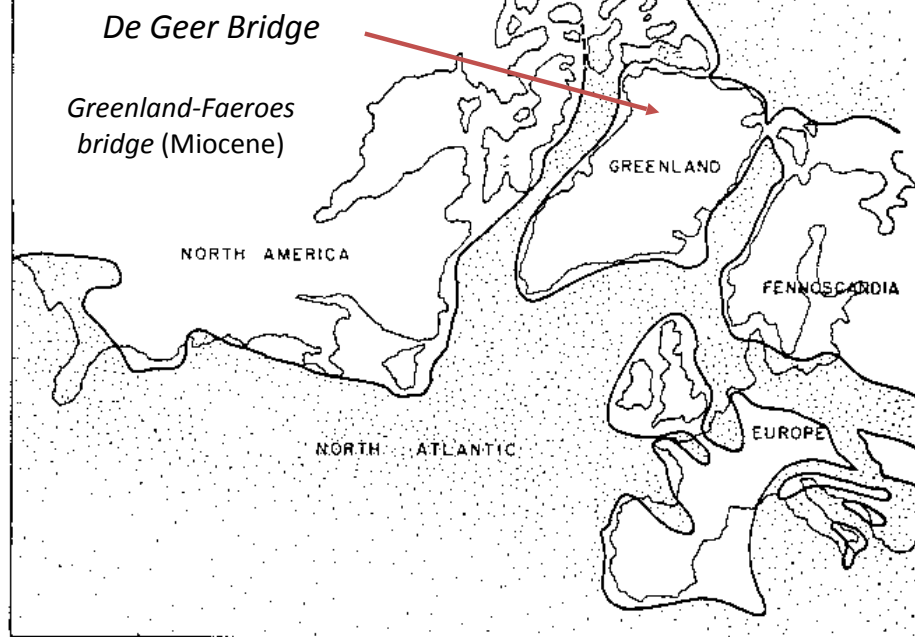 De Geer Bridge
Greenland-Faeroes
bridge (Miocene)
GREENLAND
NORTH AMERICA
FENNOSCANDIA
NORTH ATLANTIC
EUROPE